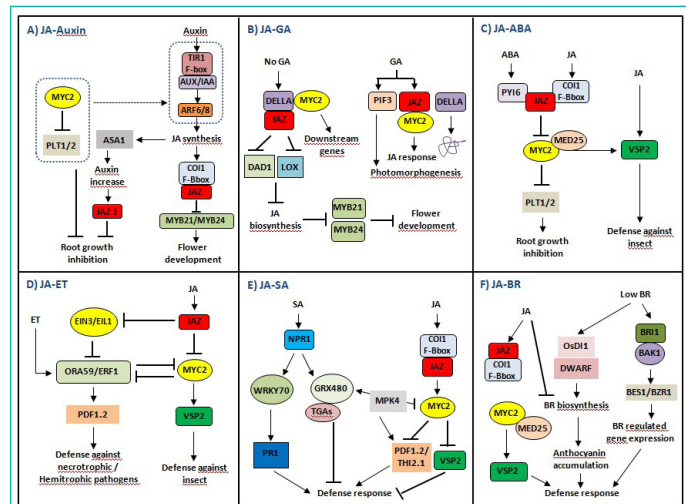 A) JA-Auxin
Auxin
TIR1
F-box
AUX/IAA
ARF6/8
MYC2
PLT1/2
ASA1
JA synthesis
Auxin
increase
COI1
F-Bbox
JAZ
JAZ 1
MYB21/MYB24
Root growth
inhibition
Flower
development
B) JA-GA
No GA
GA
DELLA
MYC2
JAZ
PIF3
JAZ
DELLA
MYC2
Downstream
genes
DAD1
LOX
JA response
Photomorphogenesis
JA
biosynthesis
MYB21
MYB24
Flower
development
C) JA-ABA
ABA
JA
JA
PYI6
COI1
F-Bbox
JAZ
MED25
MYC2
VSP2
PLT1/2
Root growth
inhibition
Defense against
insect
D) JA-ET
JA
ET
EIN3/EIL1
JAZ
ORA59/ERF1
MYC2
PDF1.2
VSP2
Defense against
necrotrophic /
Hemitrophic pathogens
Defense against
insect
E) JA-SA
SA
JA
NPR1
COI1
F-Bbox
JAZ
WRKY70
GRX480
TGAs
MPK4
MYC2
PR1
PDF1.2/
THI2.1
VSP2
Defense response
F) JA-BR
Low BR
JA
OsDI1
DWARF
BRI1
BAK1
JAZ
COI1
F-Bbox
BR
biosynthesis
BES1/BZR1
MYC2
MED25
BR regulated
gene expression
Anthocyanin
accumulation
VSP2
Defense response